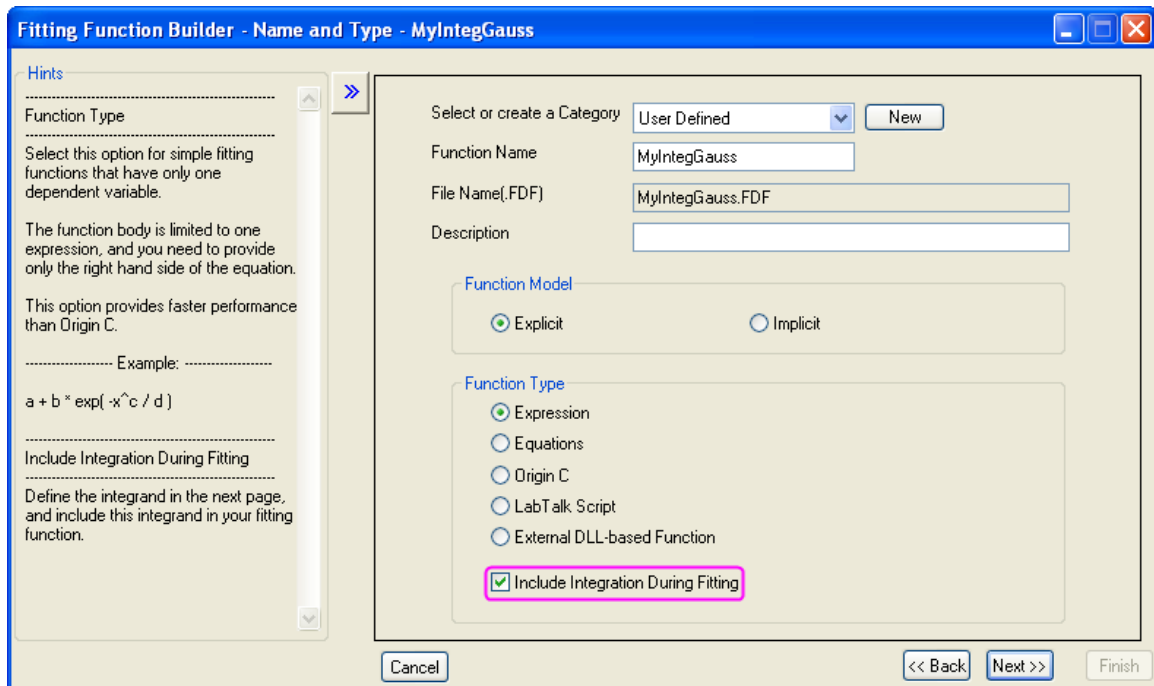 Fitting Function Builder - Name and Type - MyIntegGauss
Hints
Function Type
Select this option for simple fitting
functions that have only one
dependent variable.
The function body is limited to one
expression, and you need to provide
only the right hand side of the equation.
This option provides faster performance
than Origin C.
-------------------- Example: --------------------
a + b * exp( -x^c / d )
Include Integration During Fitting
Define the integrand in the next page,
and include this integrand in your fitting
function.
Select or create a Category User Defined New
Function Name MyIntegGauss
File Name(.FDF) MyIntegGauss.FDF
Description
Function Model
Explicit Implicit
Function Type
Expression
Equations
Origin C
LabTalk Script
External DLL-based Function
Include Integration During Fitting
Cancel << Back Next >> Finish